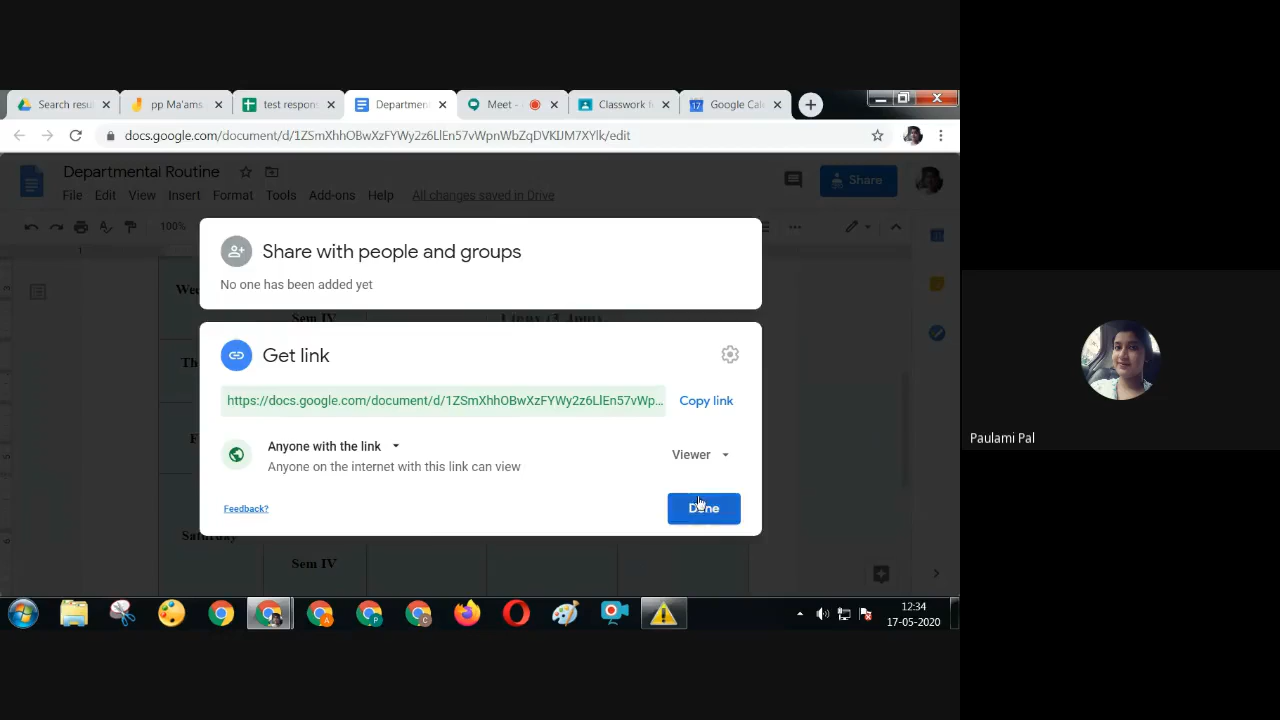 Search resu
pp Ma'ams
test respon
Departmen
Meet -
Classwork f
Google Cal
docs.google.com/document/d/1ZSmXhhOBwXzFYWy2z6LlEn57vWpnWbZqDVKIJM7XYlk/edit
Departmental Routine
Share
File Edit View Insert Format Tools Add-ons Help All changes saved in Drive
100%
1
Share with people and groups
No one has been added yet
Wed
Sem IV
Get link
https://docs.google.com/document/d/1ZSmXhhOBwXzFYWy2z6LlEn57vWp...
Copy link
Th
Anyone with the link
Anyone on the internet with this link can view
Viewer
F
Feedback?
Done
Saturday
Sem IV
Paulami Pal
12:34
17-05-2020